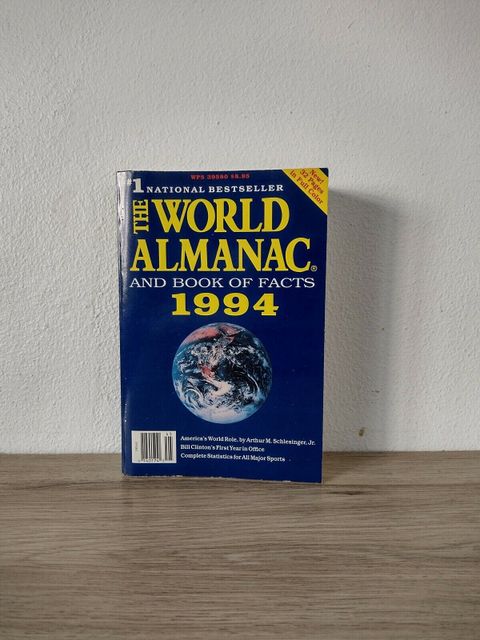 WPS 39580 $8.95
#1 NATIONAL BESTSELLER
New!
32 Pages
in Full Color
THE WORLD
ALMANAC®
AND BOOK OF FACTS
1994
America's World Role, by Arthur M. Schlesinger, Jr.
Bill Clinton's First Year in Office
Complete Statistics for All Major Sports